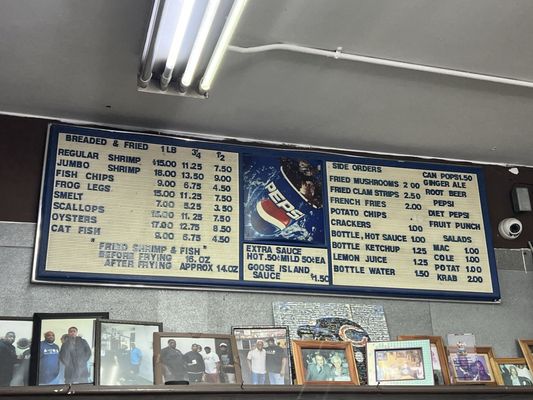 BREADED & FRIED 1 LB 3/4 1/2
REGULAR SHRIMP $15.00 11.25 7.50
JUMBO SHRIMP 18.00 13.50 9.00
FISH CHIPS 9.00 6.75 4.50
FROG LEGS 15.00 11.25 7.50
SMELT 7.00 5.25 3.50
SCALLOPS 15.00 11.25 7.50
OYSTERS 17.00 12.75 8.50
CAT FISH 9.00 6.75 4.50
" FRIED SHRIMP & FISH "
BEFORE FRYING 16.OZ
AFTER FRYING APPROX 14.OZ
PEPSI
EXTRA SAUCE
HOT .50¢/MILD .50¢EA
GOOSE ISLAND
SAUCE $1.50
SIDE ORDERS
FRIED MUSHROOMS 2.00
FRIED CLAM STRIPS 2.50
FRENCH FRIES 2.00
POTATO CHIPS
CRACKERS 1.00
BOTTLE, HOT SAUCE 1.00
BOTTLE KETCHUP 1.00
LEMON JUICE 1.25
BOTTLE WATER 1.50
CAN POP $1.50
GINGER ALE
ROOT BEER
PEPSI
DIET PEPSI
FRUIT PUNCH
SALADS
MAC 1.00
COLE 1.00
POTAT 1.00
KRAB 2.00